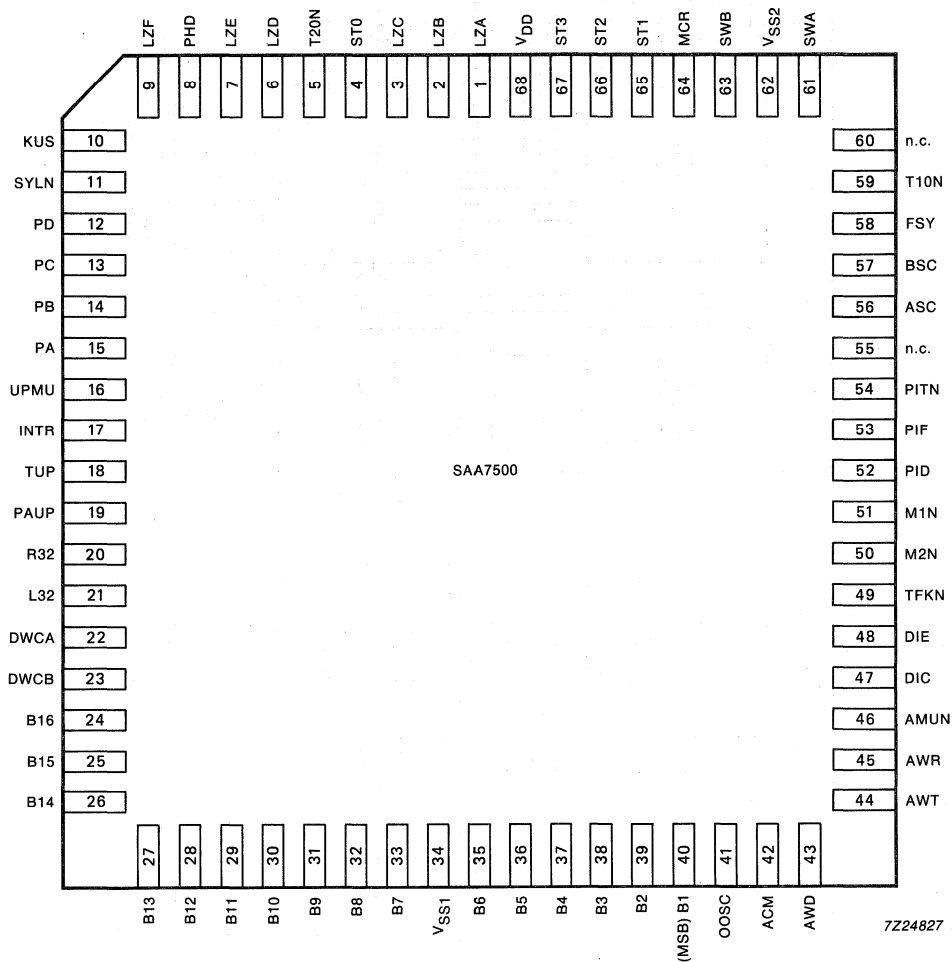 LZF PHD LZE LZD T20N ST0 LZC LZB LZA VDD ST3 ST2 ST1 MCR SWB VSS2 SWA
9 8 7 6 5 4 3 2 1 68 67 66 65 64 63 62 61
KUS 10 60 n.c.
SYLN 11 59 T10N
PD 12 58 FSY
PC 13 57 BSC
PB 14 56 ASC
PA 15 55 n.c.
UPMU 16 54 PITN
INTR 17 53 PIF
TUP 18 SAA7500 52 PID
PAUP 19 51 M1N
R32 20 50 M2N
L32 21 49 TFKN
DWCA 22 48 DIE
DWCB 23 47 DIC
B16 24 46 AMUN
B15 25 45 AWR
B14 26 44 AWT
27 28 29 30 31 32 33 34 35 36 37 38 39 40 41 42 43
B13 B12 B11 B10 B9 B8 B7 VSS1 B6 B5 B4 B3 B2 (MSB) B1 OOSC ACM AWD
7Z24827